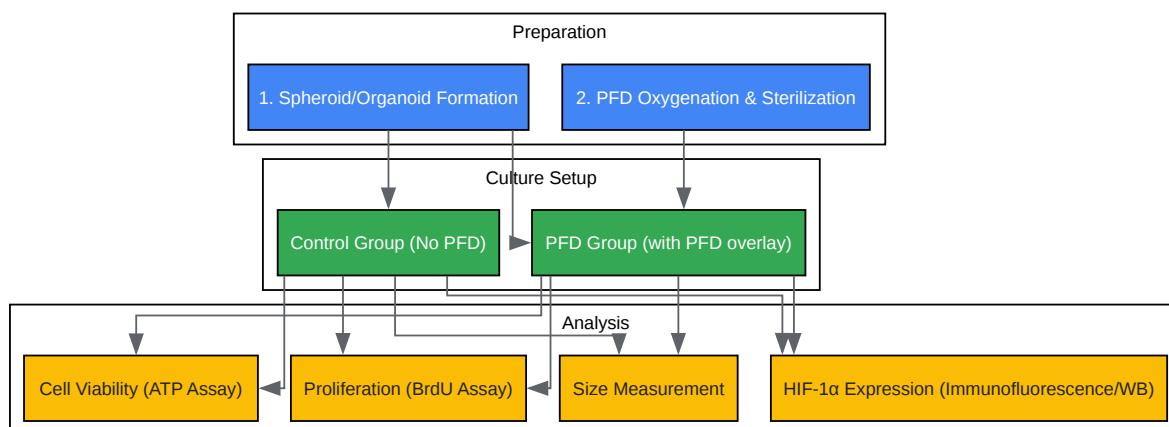 Preparation
1. Spheroid/Organoid Formation
2. PFD Oxygenation & Sterilization
Culture Setup
Control Group (No PFD)
PFD Group (with PFD overlay)
Analysis
Cell Viability (ATP Assay)
Proliferation (BrdU Assay)
Size Measurement
HIF-1α Expression (Immunofluorescence/WB)